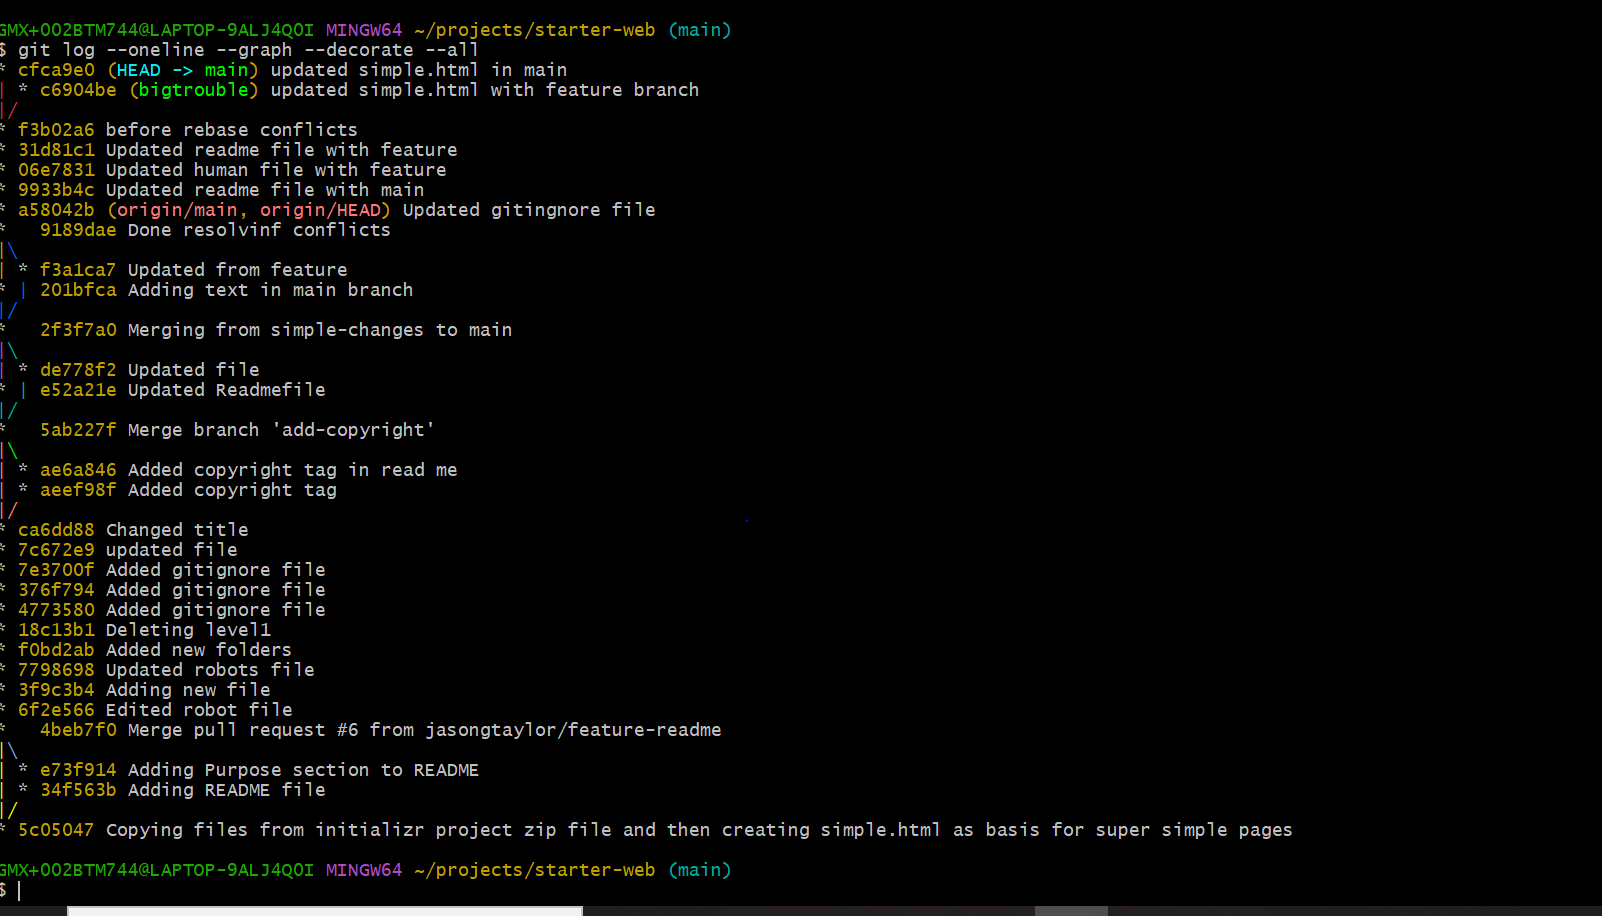 GMX+002BTM744@LAPTOP-9ALJ4Q0I MINGW64 ~/projects/starter-web (main)
$ git log --oneline --graph --decorate --all
* cfca9e0 (HEAD -> main) updated simple.html in main
| * c6904be (bigtrouble) updated simple.html with feature branch
|/
* f3b02a6 before rebase conflicts
* 31d81c1 Updated readme file with feature
* 06e7831 Updated human file with feature
* 9933b4c Updated readme file with main
* a58042b (origin/main, origin/HEAD) Updated gitingnore file
*   9189dae Done resolvinf conflicts
|\
| * f3a1ca7 Updated from feature
* | 201bfca Adding text in main branch
|/
*   2f3f7a0 Merging from simple-changes to main
|\
| * de778f2 Updated file
* | e52a21e Updated Readmefile
|/
*   5ab227f Merge branch 'add-copyright'
|\
| * ae6a846 Added copyright tag in read me
| * aeef98f Added copyright tag
|/
* ca6dd88 Changed title
* 7c672e9 updated file
* 7e3700f Added gitignore file
* 376f794 Added gitignore file
* 4773580 Added gitignore file
* 18c13b1 Deleting level1
* f0bd2ab Added new folders
* 7798698 Updated robots file
* 3f9c3b4 Adding new file
* 6f2e566 Edited robot file
*   4beb7f0 Merge pull request #6 from jasongtaylor/feature-readme
|\
| * e73f914 Adding Purpose section to README
| * 34f563b Adding README file
|/
* 5c05047 Copying files from initializr project zip file and then creating simple.html as basis for super simple pages
GMX+002BTM744@LAPTOP-9ALJ4Q0I MINGW64 ~/projects/starter-web (main)
$